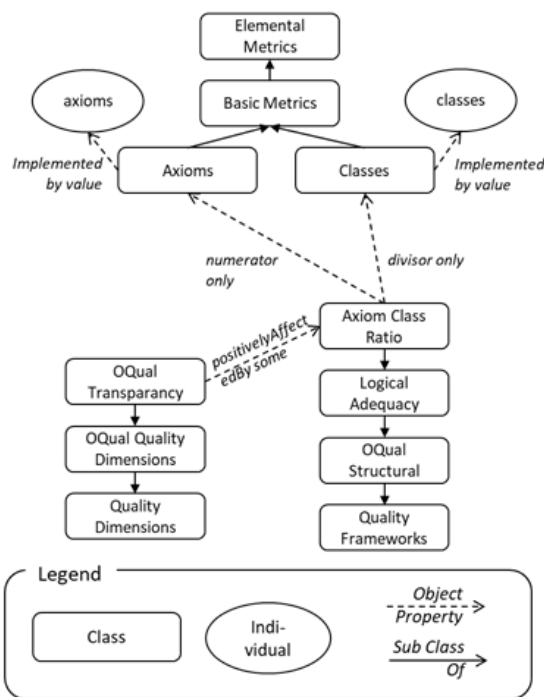 Elemental
Metrics
axioms
Basic Metrics
classes
Implemented
by value
Axioms
Classes
Implemented
by value
numerator
only
divisor only
positivelyAffect
edBy some
Axiom Class
Ratio
OQual
Transparancy
Logical
Adequacy
OQual Quality
Dimensions
OQual
Structural
Quality
Dimensions
Quality
Frameworks
Legend
Class
Indi-
vidual
Object
Property
Sub Class
Of